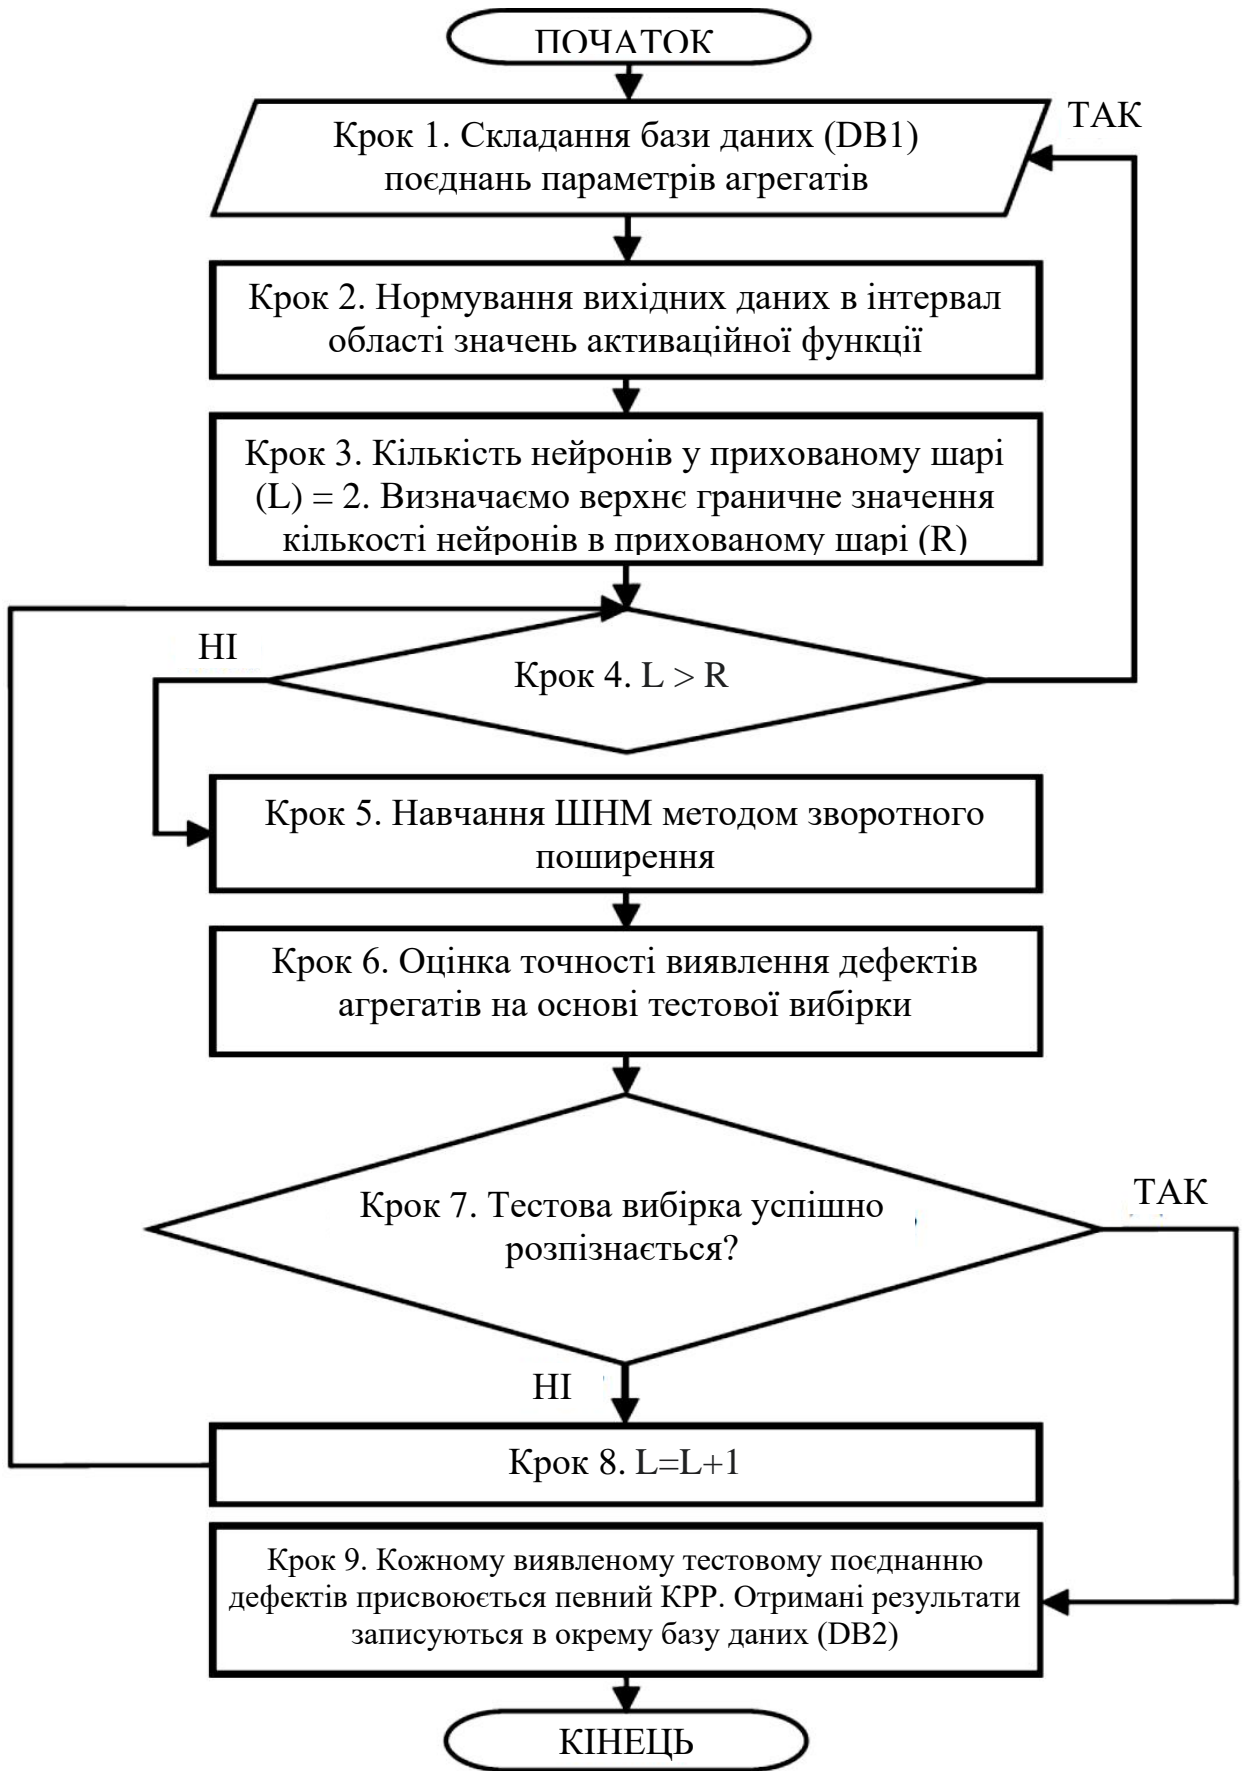 ПОЧАТОК
ТАК
Крок 1. Складання бази даних (DB1)
поєднань параметрів агрегатів
Крок 2. Нормування вихідних даних в інтервал
області значень активаційної функції
Крок 3. Кількість нейронів у прихованому шарі
(L) = 2. Визначаємо верхнє граничне значення
кількості нейронів в прихованому шарі (R)
НІ
Крок 4. L > R
Крок 5. Навчання ШНМ методом зворотного
поширення
Крок 6. Оцінка точності виявлення дефектів
агрегатів на основі тестової вибірки
ТАК
Крок 7. Тестова вибірка успішно
розпізнається?
НІ
Крок 8. L=L+1
Крок 9. Кожному виявленому тестовому поєднанню
дефектів присвоюється певний КРР. Отримані результати
записуються в окрему базу даних (DB2)
КІНЕЦЬ